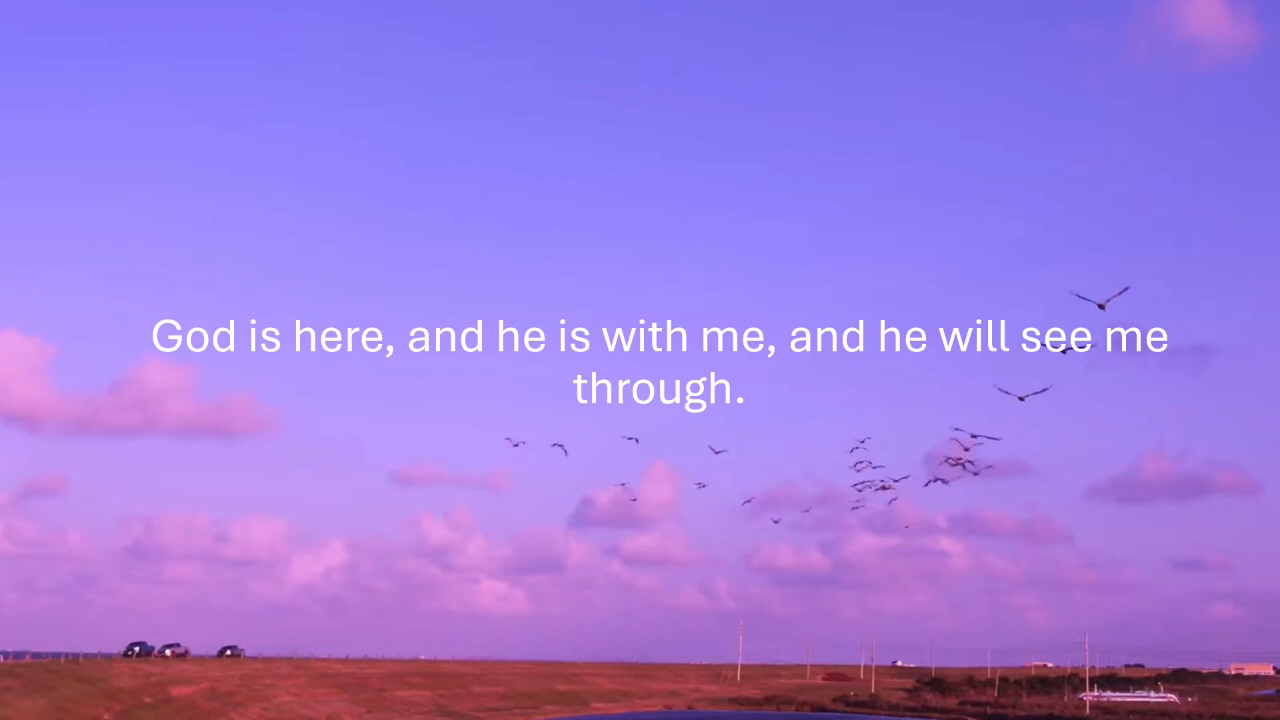 God is here, and he is with me, and he will see me
through.